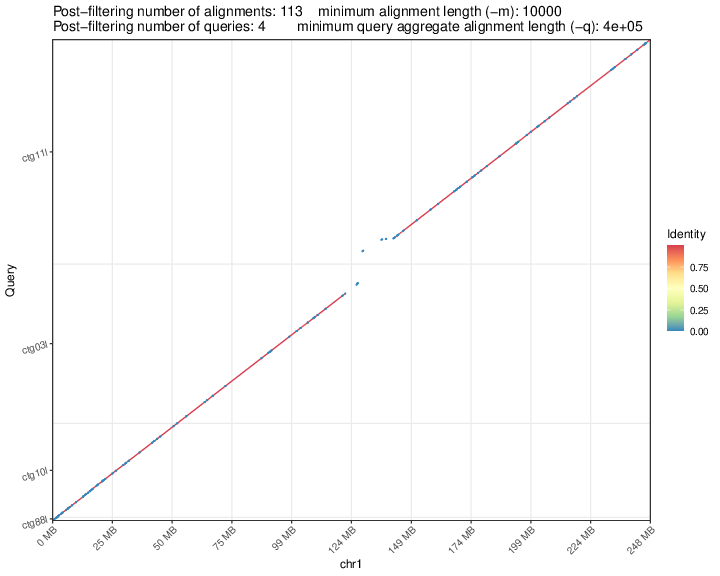 Post−filtering number of alignments: 113 minimum alignment length (−m): 10000
Post−filtering number of queries: 4 minimum query aggregate alignment length (−q): 4e+05
ctg11l
ctg03l
ctg10l
ctg88l
Query
0 MB
25 MB
50 MB
75 MB
99 MB
124 MB
149 MB
174 MB
199 MB
224 MB
248 MB
chr1
Identity
0.75
0.50
0.25
0.00